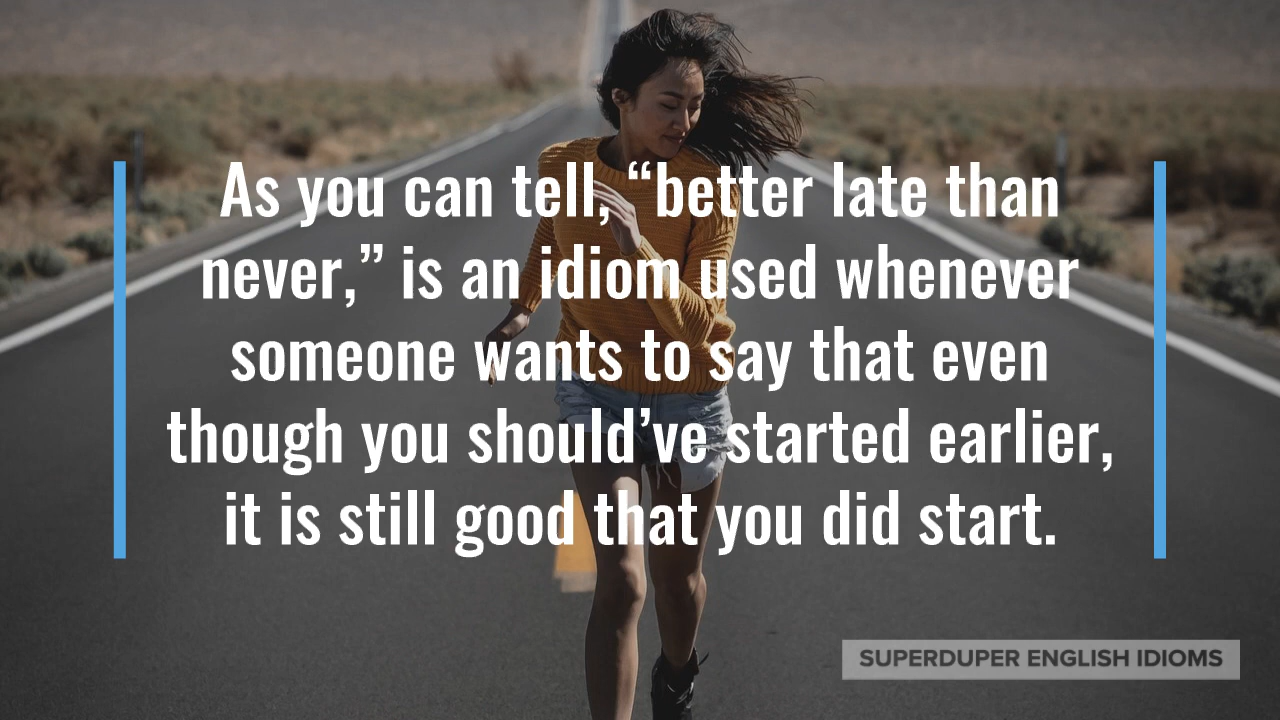 As you can tell, “better late than
never,” is an idiom used whenever
someone wants to say that even
though you should’ve started earlier,
it is still good that you did start.
SUPERDUPER ENGLISH IDIOMS